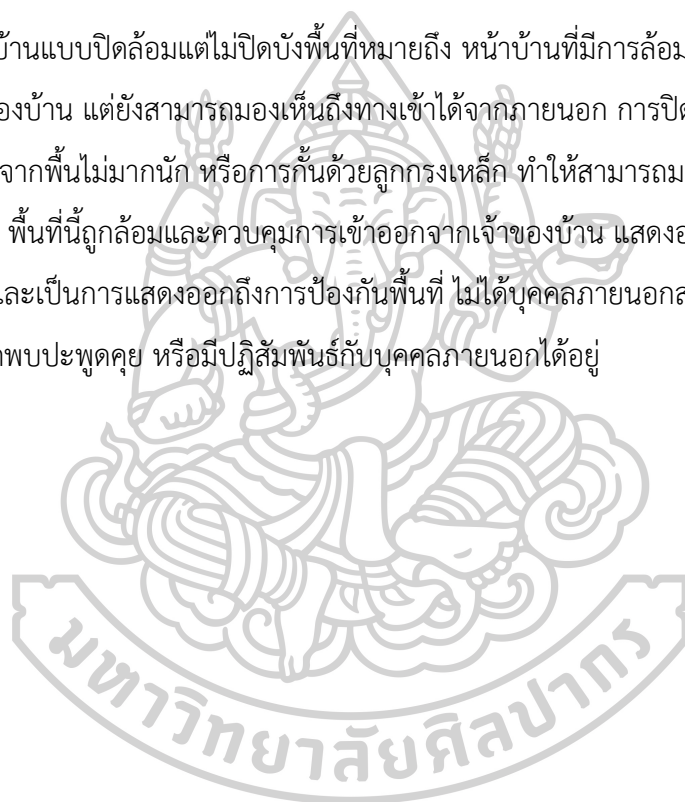 บ้านแบบปิดล้อมแต่ไม่ปิดบังพื้นที่หมายถึง หน้าบ้านที่มีการล้อม
ของบ้าน แต่ยังสามารถมองเห็นถึงทางเข้าได้จากภายนอก การปิด
จากพื้นไม่มากนัก หรือการกั้นด้วยลูกกรงเหล็ก ทำให้สามารถม
พื้นที่นี้ถูกล้อมและควบคุมการเข้าออกจากเจ้าของบ้าน แสดงอ
และเป็นการแสดงออกถึงการป้องกันพื้นที่ ไม่ได้บุคคลภายนอกส
พบปะพูดคุย หรือมีปฏิสัมพันธ์กับบุคคลภายนอกได้อยู่
มหาวิทยาลัยศิลปากร